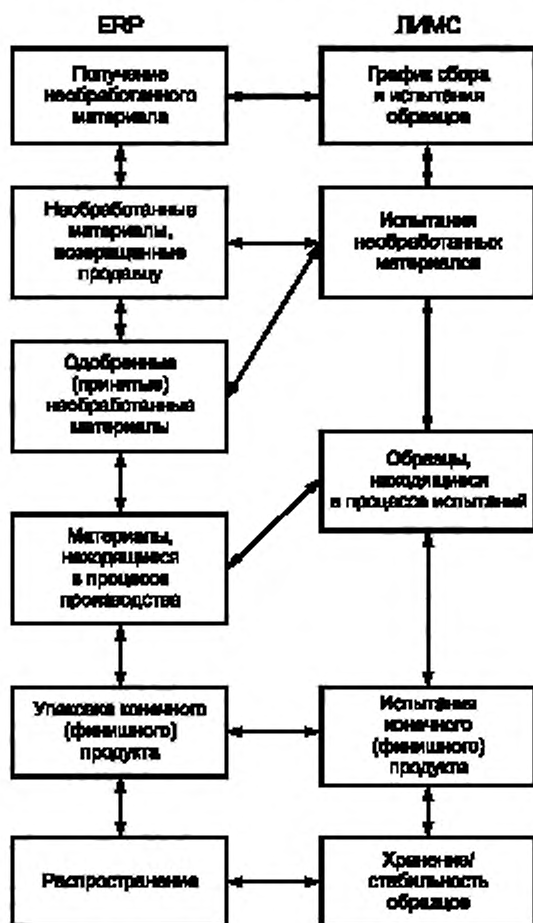 ERP
ЛИМС
Получение
необработанного
материала
График сбора
и испытания
образцов
Необработанные
материалы,
возвращенные
продавцу
Испытания
необработанных
материалов
Одобренные
(принятые)
необработанные
материалы
Образцы,
находящиеся
в процессе испытаний
Материалы,
находящиеся
в процессе
производства
Упаковка конечного
(финишного)
продукта
Испытания
конечного
(финишного)
продукта
Распространение
Хранение/
стабильность
образцов